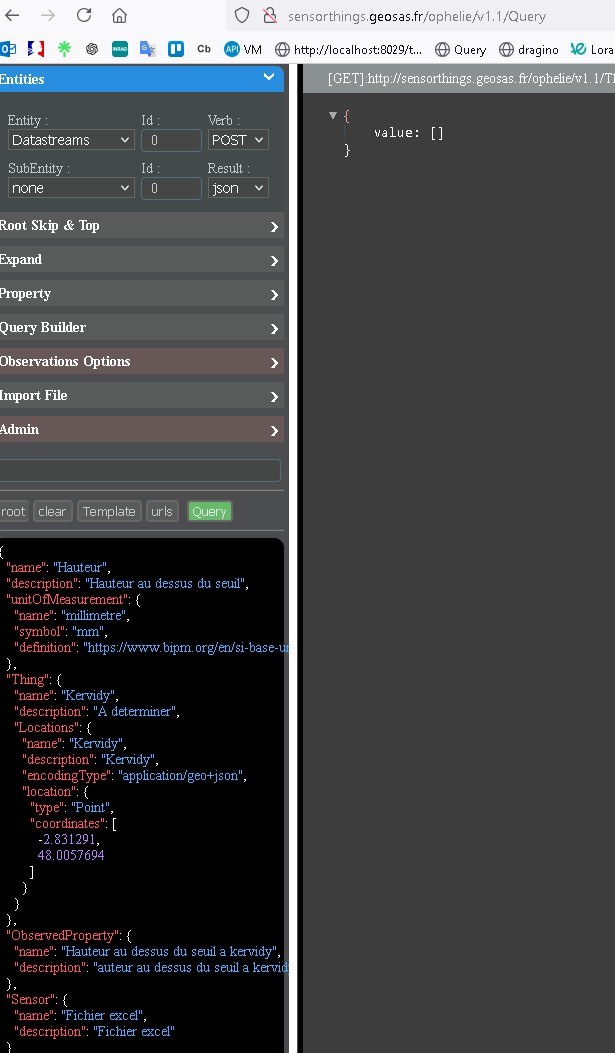 sensorthings.geosas.fr/ophelie/v1.1/Query
INRAE
Cb
API VM
http://localhost:8029/t...
Query
dragino
Lora
Entities
[GET]:http://sensorthings.geosas.fr/ophelie/v1.1/T
Entity :
Id :
Verb :
Datastreams
0
POST
SubEntity :
Id :
Result :
none
0
json
Root Skip & Top
Expand
Property
Query Builder
Observations Options
Import File
Admin
root
clear
Template
urls
Query
{
value: []
}
{
"name": "Hauteur",
"description": "Hauteur au dessus du seuil",
"unitOfMeasurement": {
"name": "millimetre",
"symbol": "mm",
"definition": "https://www.bipm.org/en/si-base-un
},
"Thing": {
"name": "Kervidy",
"description": "A determiner",
"Locations": {
"name": "Kervidy",
"description": "Kervidy",
"encodingType": "application/geo+json",
"location": {
"type": "Point",
"coordinates": [
-2.831291,
48.0057694
]
}
}
},
"ObservedProperty": {
"name": "Hauteur au dessus du seuil a kervidy",
"description": "auteur au dessus du seuil a kervid
},
"Sensor": {
"name": "Fichier excel",
"description": "Fichier excel"
}